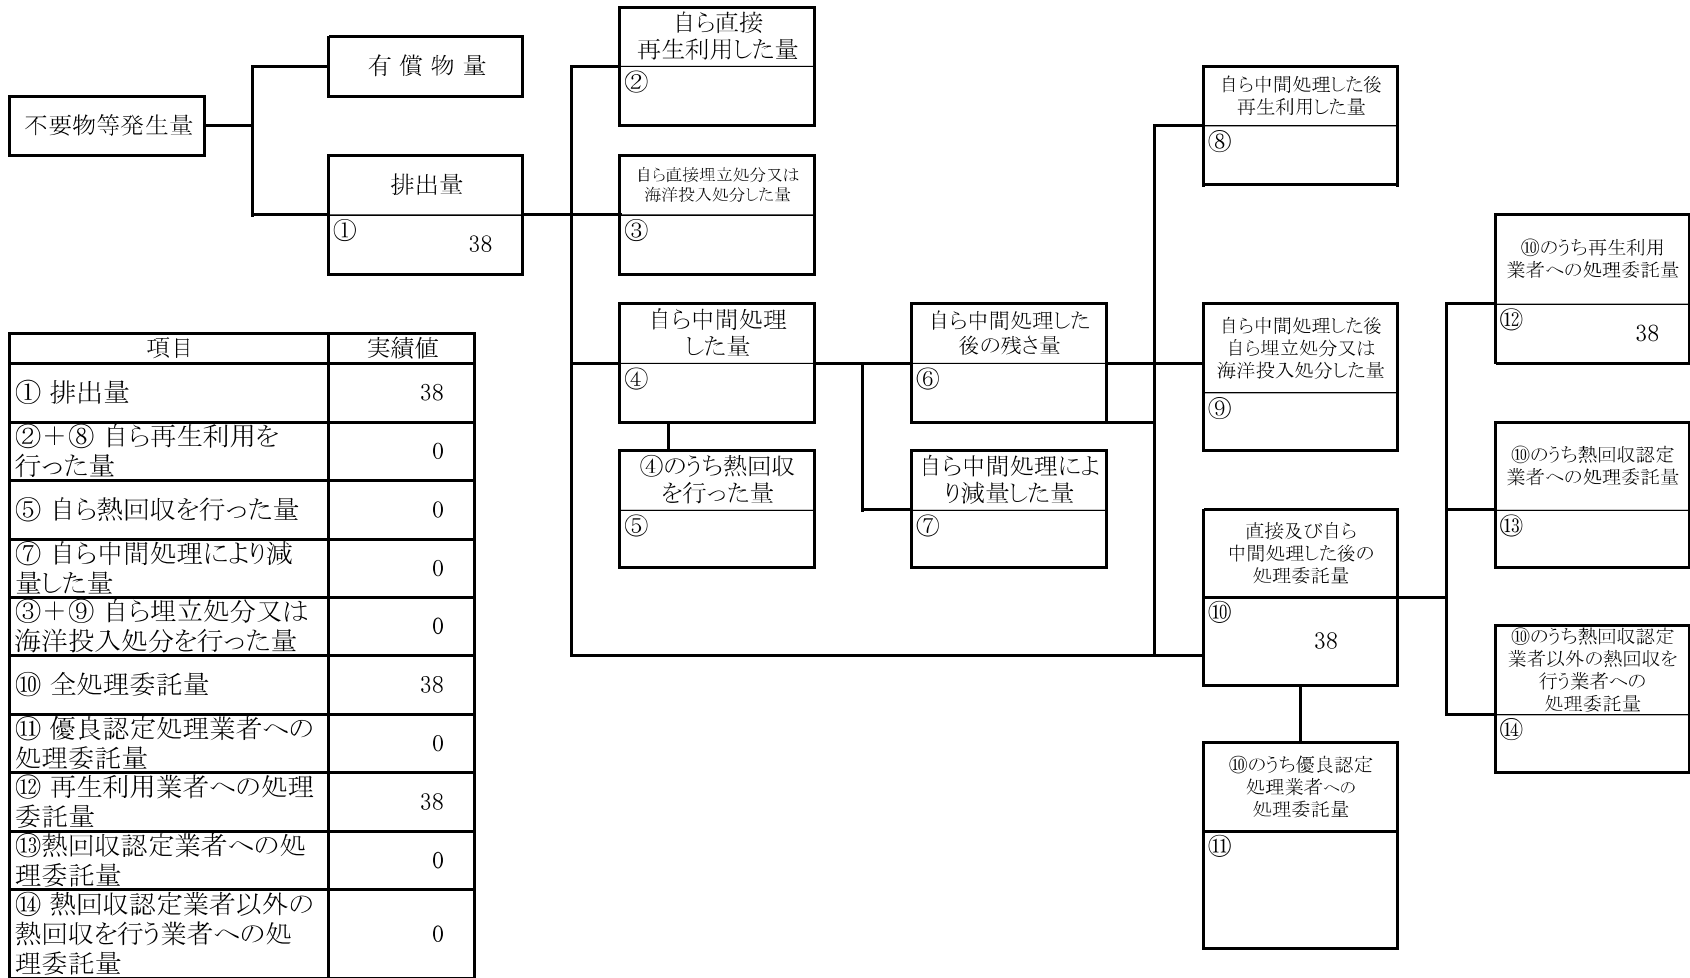 不要物等発生量
有 償 物 量
排出量
①
38
自ら直接
再生利用した量
②
自ら直接埋立処分又は
海洋投入処分した量
③
自ら中間処理
した量
④
④のうち熱回収
を行った量
⑤
自ら中間処理した
後の残さ量
⑥
自ら中間処理によ
り減量した量
⑦
自ら中間処理した後
再生利用した量
⑧
自ら中間処理した後
自ら埋立処分又は
海洋投入処分した量
⑨
直接及び自ら
中間処理した後の
処理委託量
⑩
38
⑩のうち優良認定
処理業者への
処理委託量
⑪
⑩のうち再生利用
業者への処理委託量
⑫
38
⑩のうち熱回収認定
業者への処理委託量
⑬
⑩のうち熱回収認定
業者以外の熱回収を
行う業者への
処理委託量
⑭
項目 実績値
① 排出量 38
②＋⑧ 自ら再生利用を
行った量 0
⑤ 自ら熱回収を行った量 0
⑦ 自ら中間処理により減
量した量 0
③＋⑨ 自ら埋立処分又は
海洋投入処分を行った量 0
⑩ 全処理委託量 38
⑪ 優良認定処理業者への
処理委託量 0
⑫ 再生利用業者への処理
委託量 38
⑬熱回収認定業者への処
理委託量 0
⑭ 熱回収認定業者以外の
熱回収を行う業者への処
理委託量 0